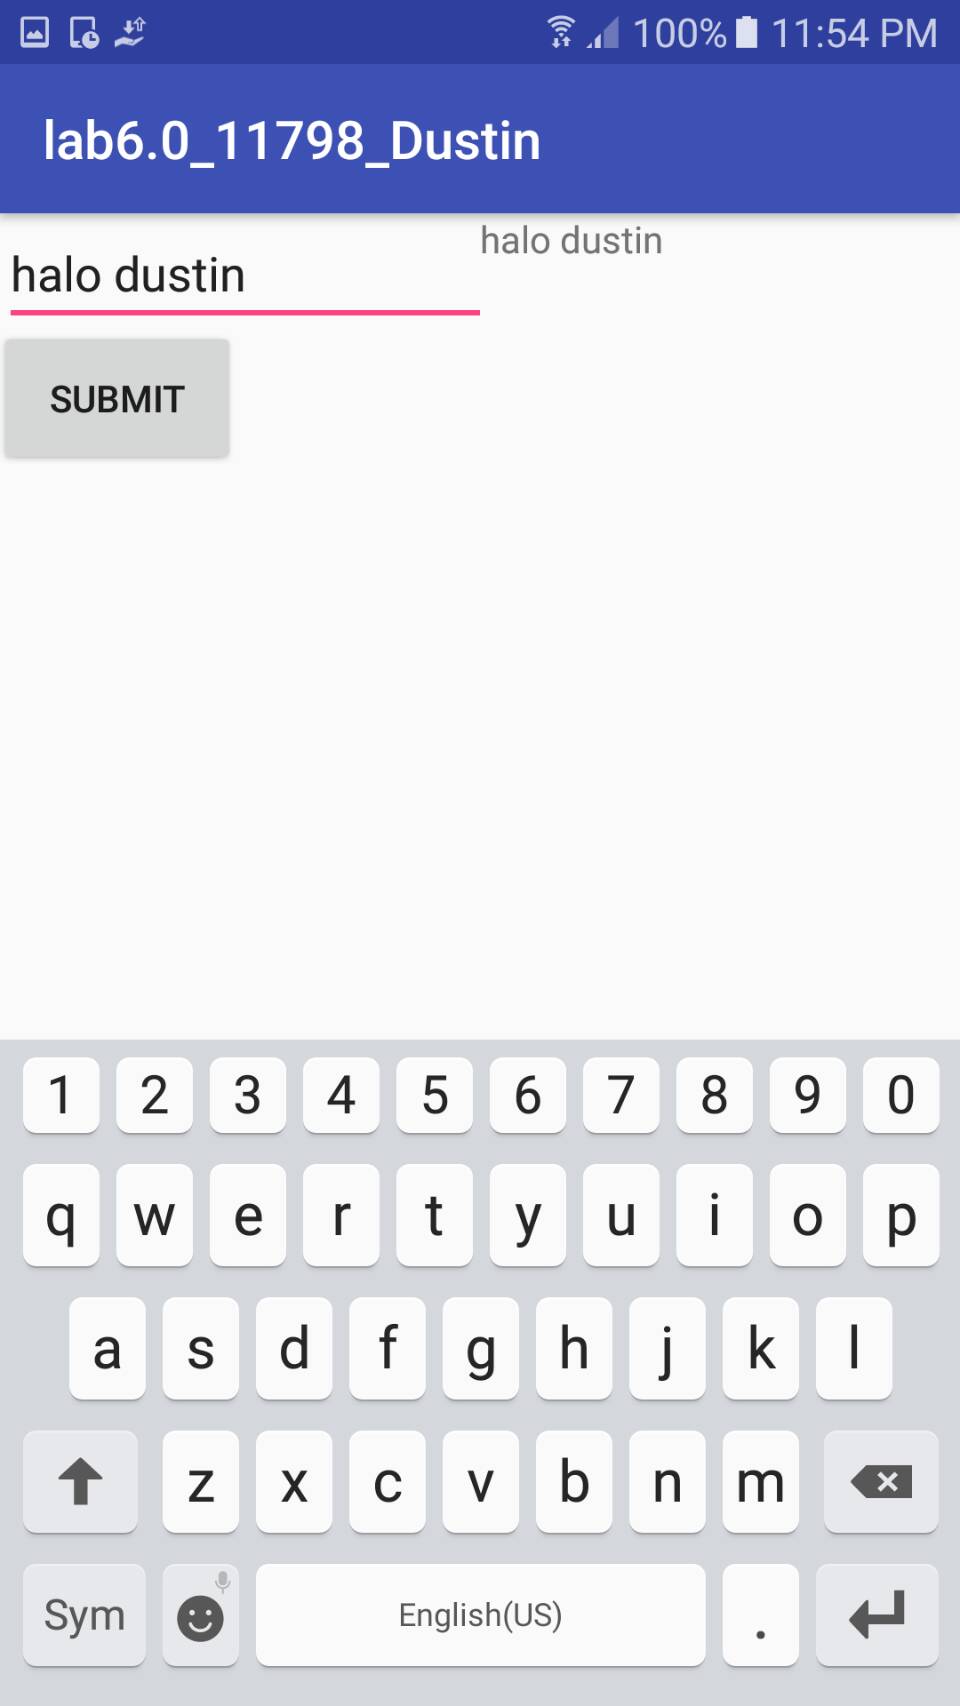 100% 11:54 PM
lab6.0_11798_Dustin
halo dustin
halo dustin
SUBMIT
1 2 3 4 5 6 7 8 9 0
q w e r t y u i o p
a s d f g h j k l
z x c v b n m
Sym English(US) .